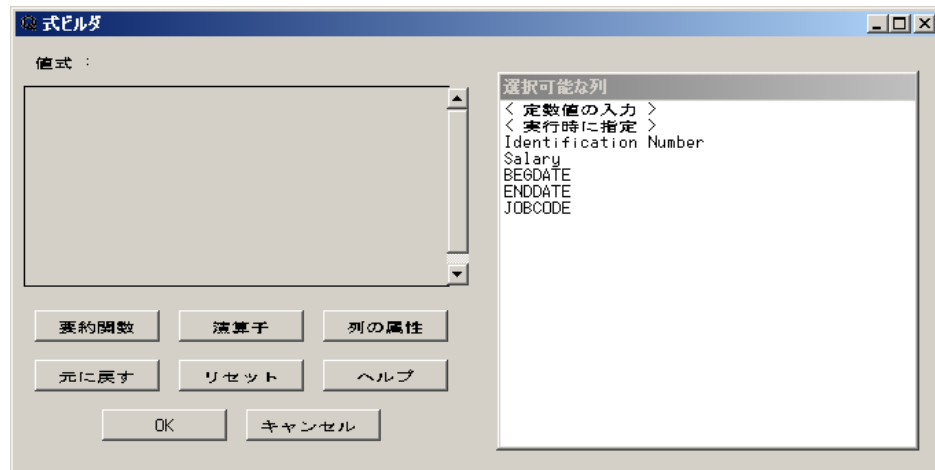 式ビルダ
値式 :
選択可能な列
< 定数値の入力 >
< 実行時に指定 >
Identification Number
Salary
BEGDATE
ENDDATE
JOBCODE
要約関数 演算子 列の属性
元に戻す リセット ヘルプ
OK キャンセル